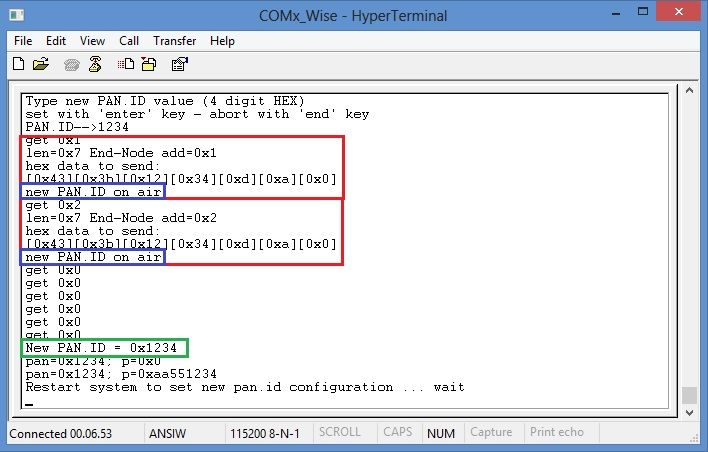 COMx_Wise - HyperTerminal
File Edit View Call Transfer Help
Type new PAN.ID value (4 digit HEX)
set with 'enter' key - abort with 'end' key
PAN.ID-->1234
get 0x1
len=0x7 End-Node add=0x1
hex data to send:
[0x43][0x3b][0x12][0x34][0xd][0xa][0x0]
new PAN.ID on air
get 0x2
len=0x7 End-Node add=0x2
hex data to send:
[0x43][0x3b][0x12][0x34][0xd][0xa][0x0]
new PAN.ID on air
get 0x0
get 0x0
get 0x0
get 0x0
get 0x0
get 0x0
New PAN.ID = 0x1234
pan=0x1234; p=0x0
pan=0x1234; p=0xaa551234
Restart system to set new pan.id configuration ... wait
_
Connected 00.06.53 ANSIW 115200 8-N-1 SCROLL CAPS NUM Capture Print echo